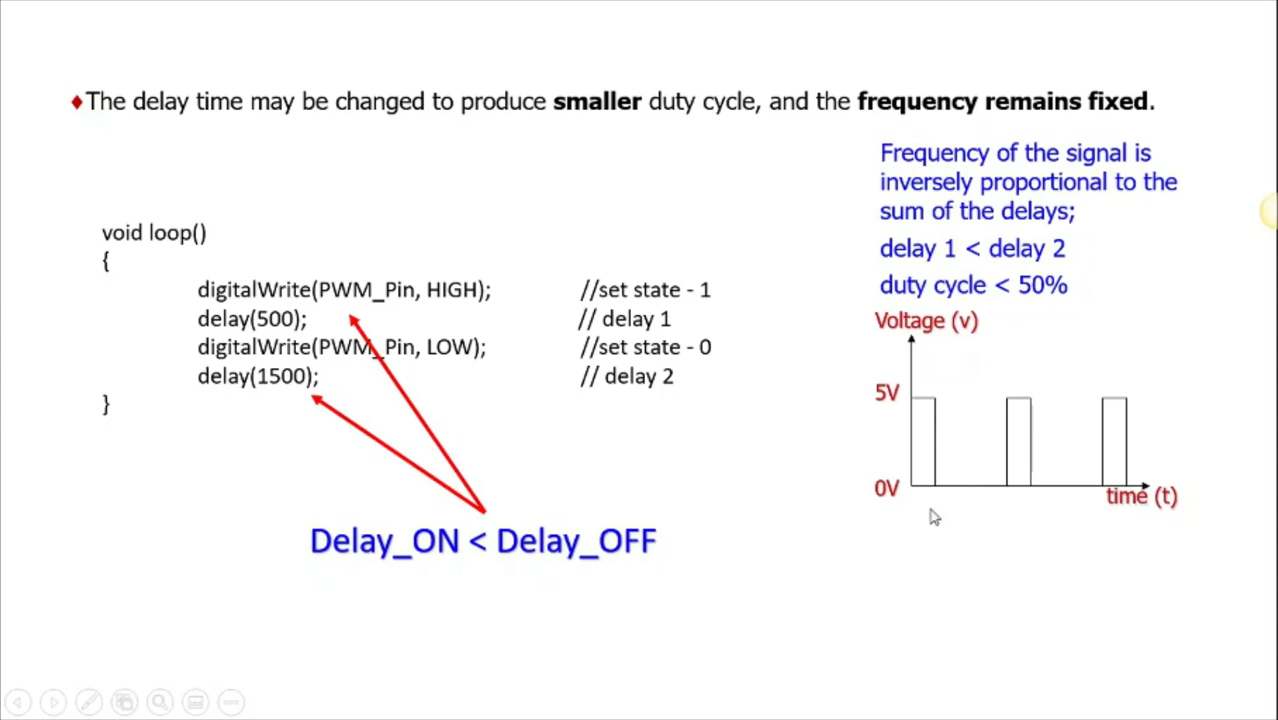 ♦The delay time may be changed to produce smaller duty cycle, and the frequency remains fixed.
Frequency of the signal is
inversely proportional to the
sum of the delays;
delay 1 < delay 2
duty cycle < 50%
void loop()
{
digitalWrite(PWM_Pin, HIGH); //set state - 1
delay(500); // delay 1
digitalWrite(PWM_Pin, LOW); //set state - 0
delay(1500); // delay 2
}
Delay_ON < Delay_OFF
Voltage (v)
5V
0V
time (t)